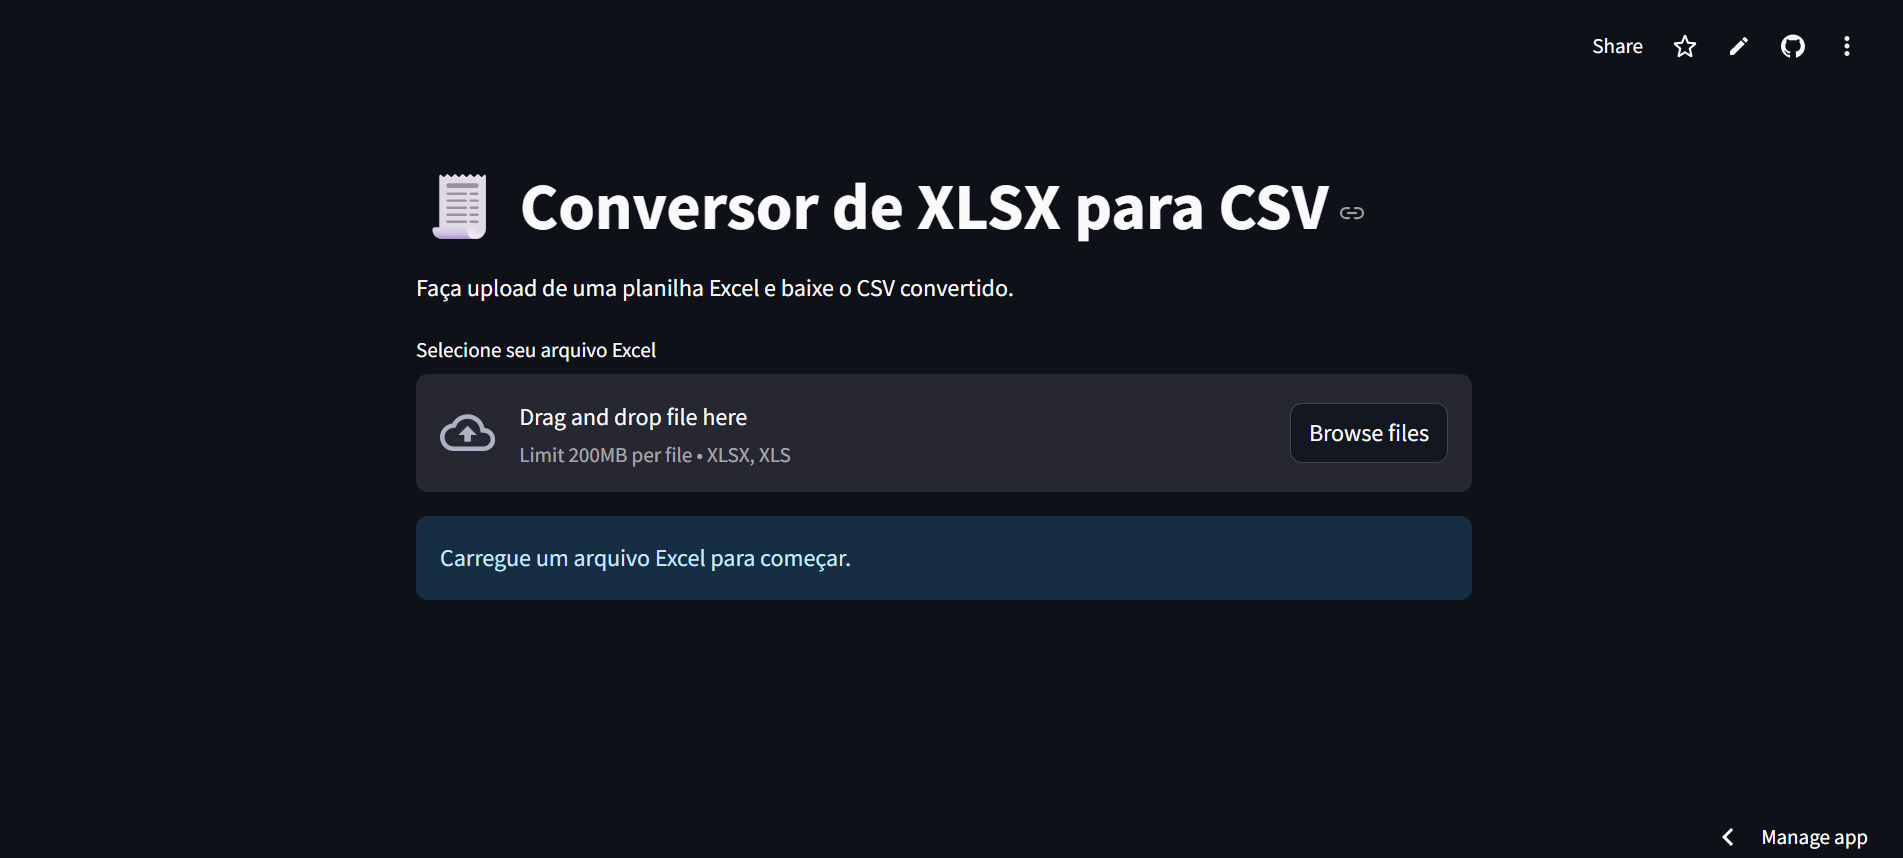 Share
Conversor de XLSX para CSV
Faça upload de uma planilha Excel e baixe o CSV convertido.
Selecione seu arquivo Excel
Drag and drop file here
Limit 200MB per file • XLSX, XLS
Browse files
Carregue um arquivo Excel para começar.
Manage app